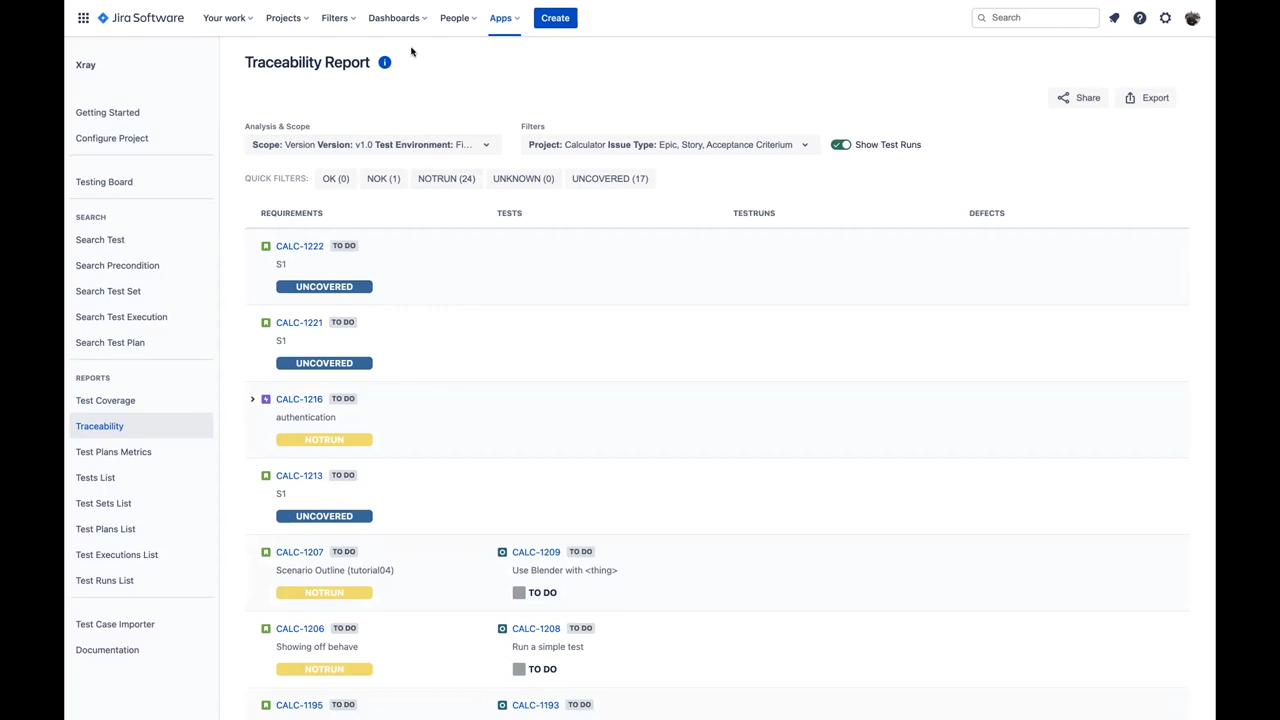 Jira Software Your work Projects Filters Dashboards People Apps Create Search
Xray
Getting Started
Configure Project
Testing Board
SEARCH
Search Test
Search Precondition
Search Test Set
Search Test Execution
Search Test Plan
REPORTS
Test Coverage
Traceability
Test Plans Metrics
Tests List
Test Sets List
Test Plans List
Test Executions List
Test Runs List
Test Case Importer
Documentation
Traceability Report
Share Export
Analysis & Scope Filters
Scope: Version Version: v1.0 Test Environment: Fi... Project: Calculator Issue Type: Epic, Story, Acceptance Criterium Show Test Runs
QUICK FILTERS: OK (0) NOK (1) NOTRUN (24) UNKNOWN (0) UNCOVERED (17)
REQUIREMENTS TESTS TESTRUNS DEFECTS
CALC-1222 TO DO
S1
UNCOVERED
CALC-1221 TO DO
S1
UNCOVERED
CALC-1216 TO DO
authentication
NOTRUN
CALC-1213 TO DO
S1
UNCOVERED
CALC-1207 TO DO CALC-1209 TO DO
Scenario Outline (tutorial04) Use Blender with <thing>
NOTRUN TO DO
CALC-1206 TO DO CALC-1208 TO DO
Showing off behave Run a simple test
NOTRUN TO DO
CALC-1195 TO DO CALC-1193 TO DO